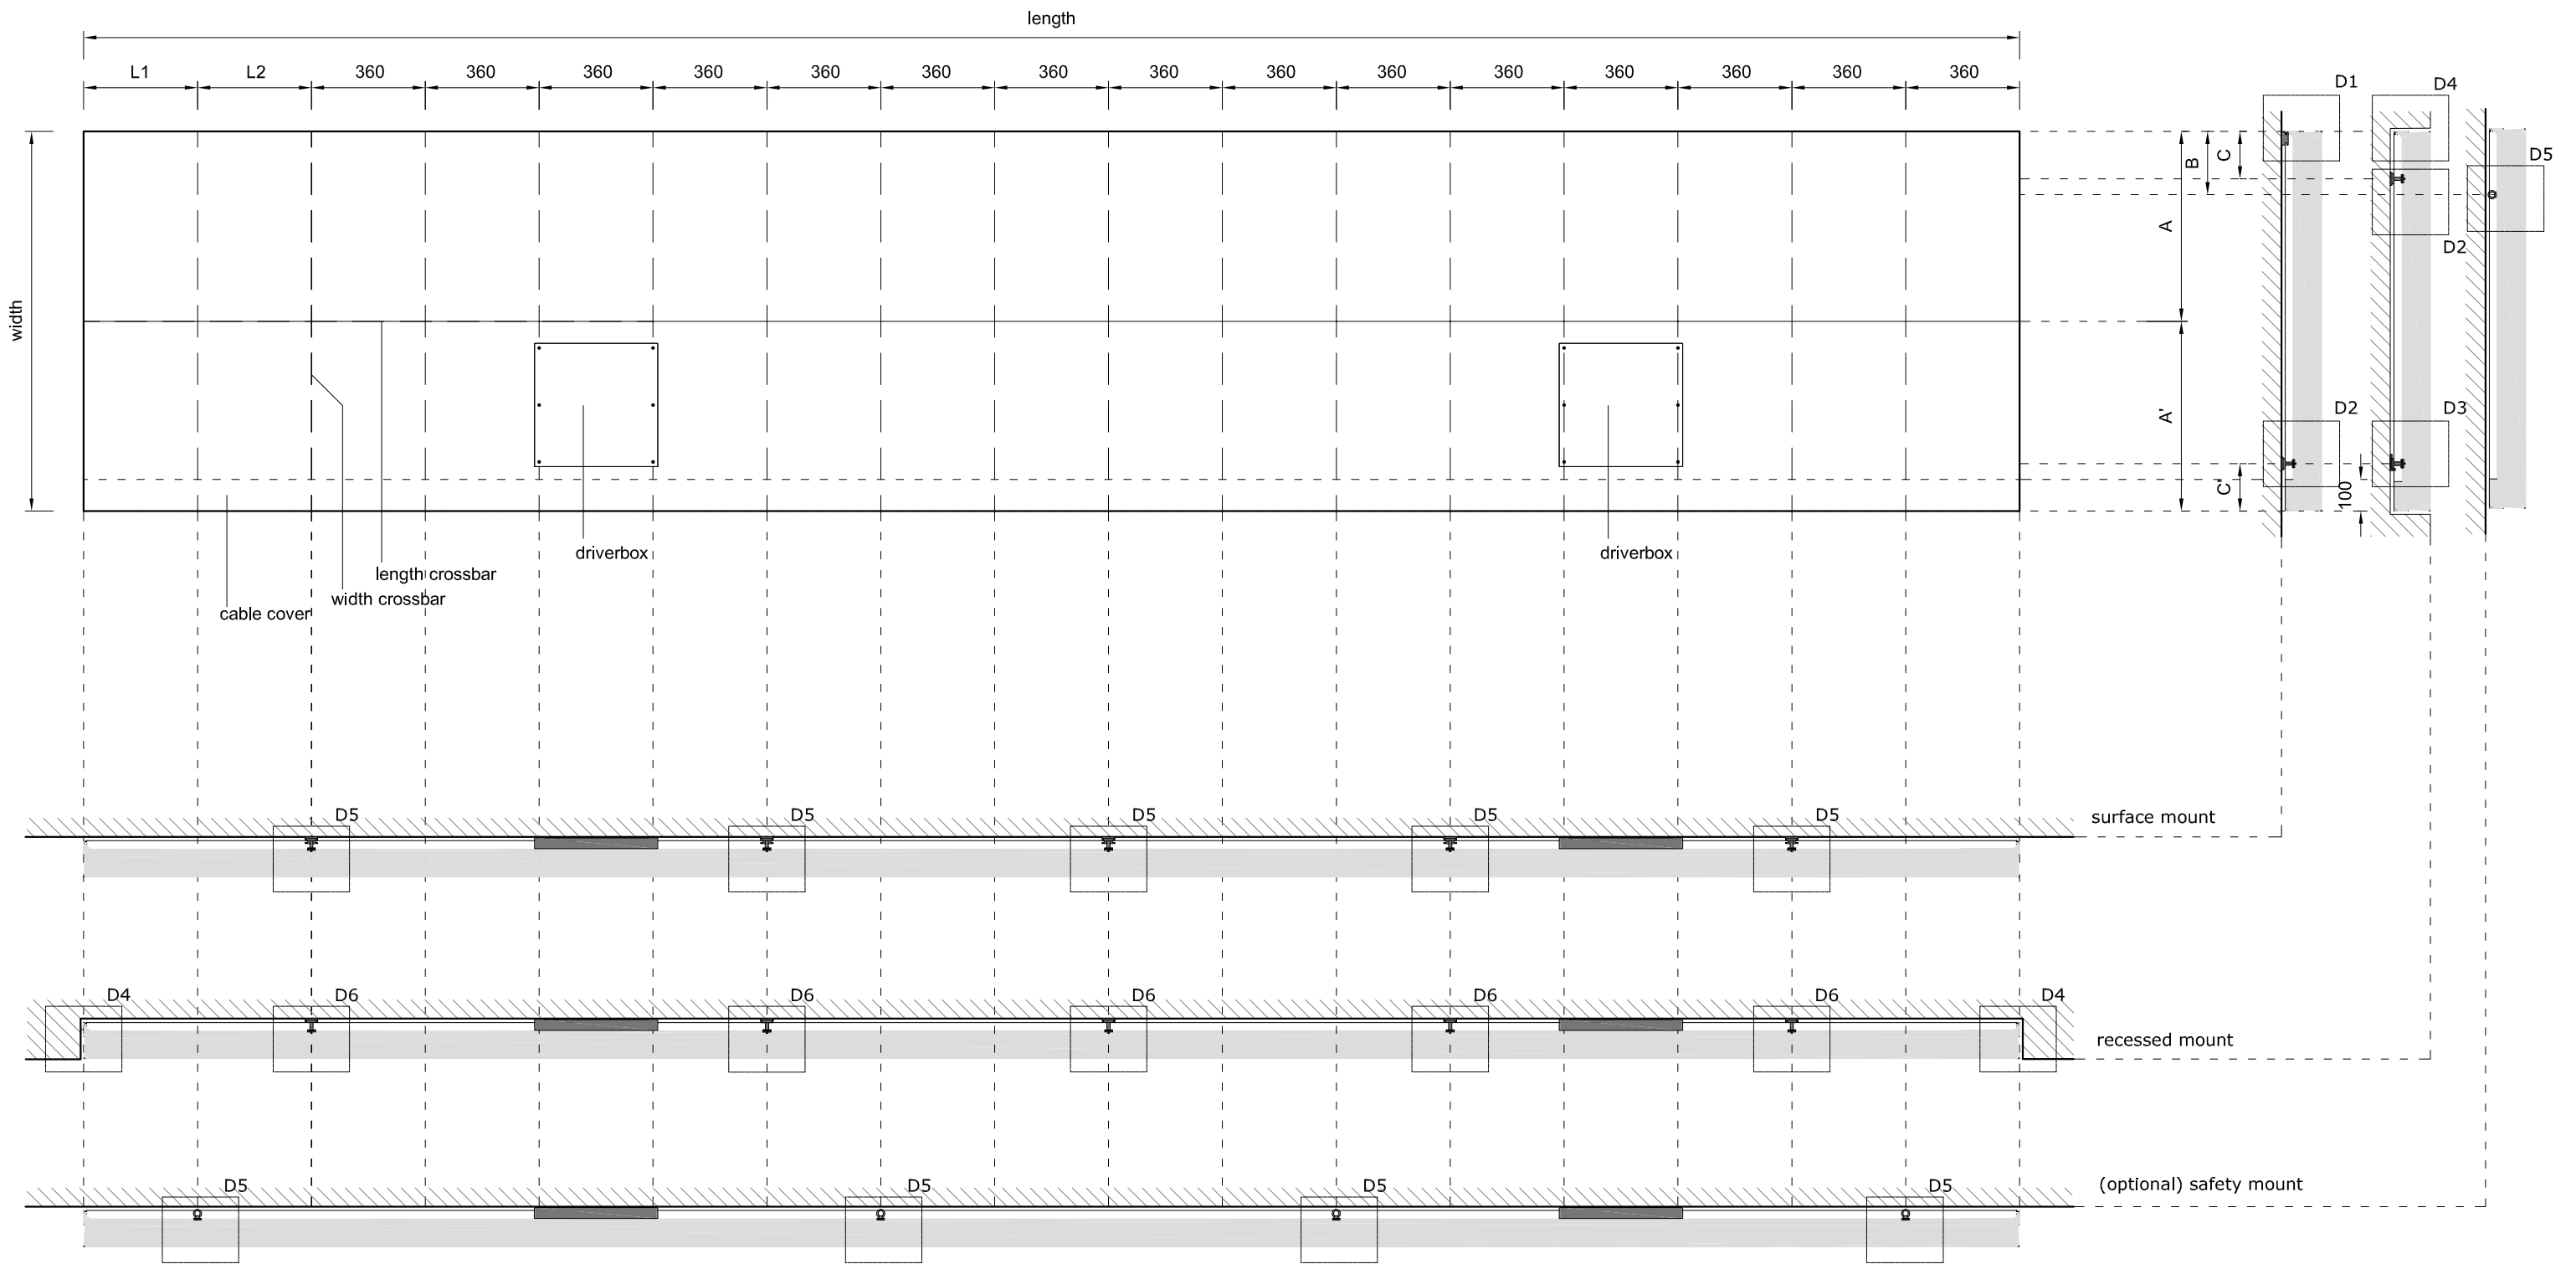 length
L1 L2 360 360 360 360 360 360 360 360 360 360 360 360 360 360 360
D1 D4
D5
B C
A
D2
width
D2 D3
A'
C' 100
driverbox driverbox
length crossbar
width crossbar
cable cover
D5 D5 D5 D5 D5 surface mount
D4 D6 D6 D6 D6 D6 D4
recessed mount
D5 D5 D5 D5 (optional) safety mount